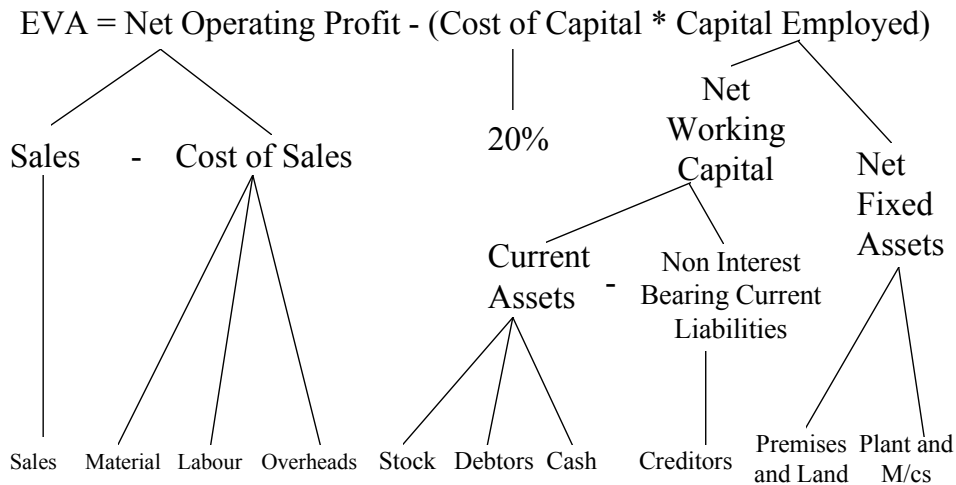 EVA = Net Operating Profit - (Cost of Capital * Capital Employed)
Net
Working
Capital
20%
Sales - Cost of Sales
Net
Fixed
Assets
Current
Assets
-
Non Interest
Bearing Current
Liabilities
Sales Material Labour Overheads Stock Debtors Cash Creditors
Premises
and Land
Plant and
M/cs